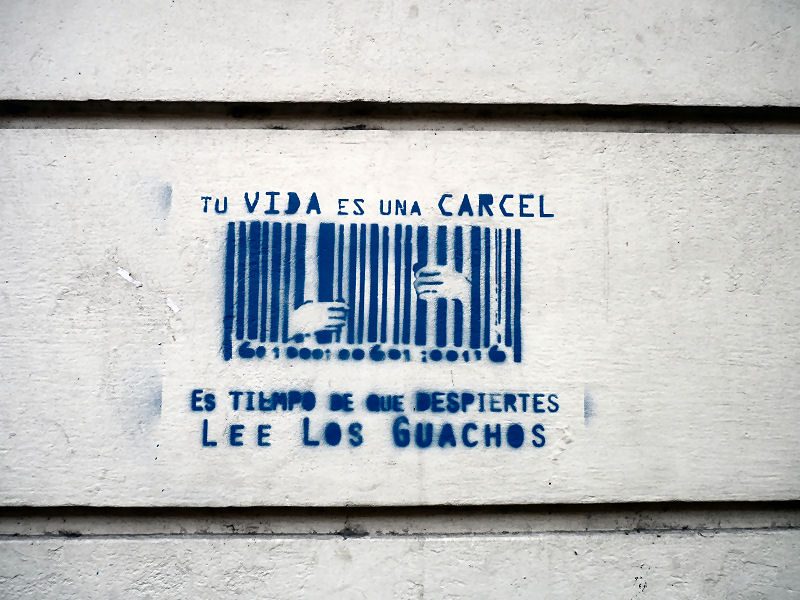 TU VIDA ES UNA CARCEL
ES TIEMPO DE QUE DESPIERTES
LEE LOS GUACHOS